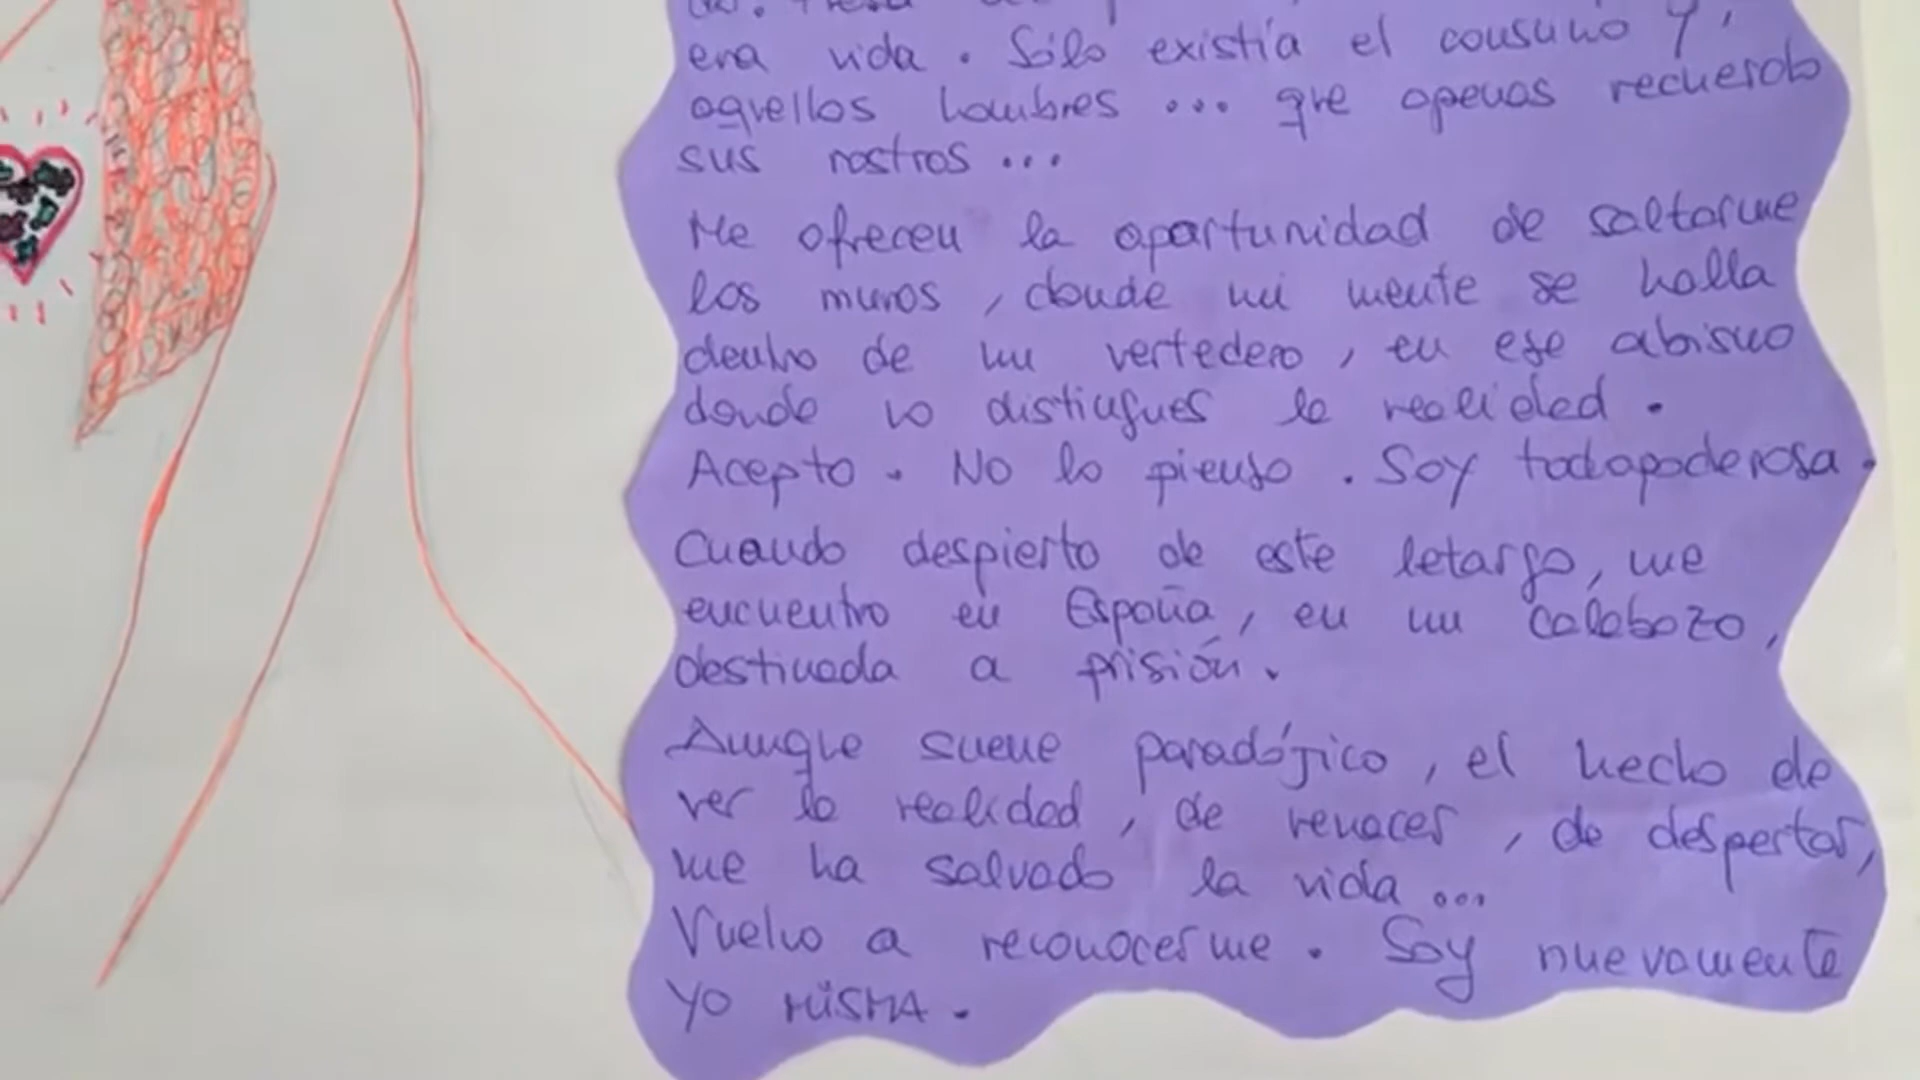 era vida. Sólo existía el consumo y,
aquellos hombres ... que apenas recuerdo
sus rostros ...
Me ofrecen la oportunidad de saltarme
los muros, donde mi mente se halla
dentro de un vertedero, en ese abismo
donde no distingues la realidad.
Acepto. No lo pienso. Soy todopoderosa.
Cuando despierto de este letargo, me
encuentro en España, en un calabozo,
destinada a prisión.
Aunque suene paradójico, el hecho de
ver la realidad, de renacer, de despertar,
me ha salvado la vida ...
Vuelvo a reconocerme. Soy nuevamente
YO MISMA.